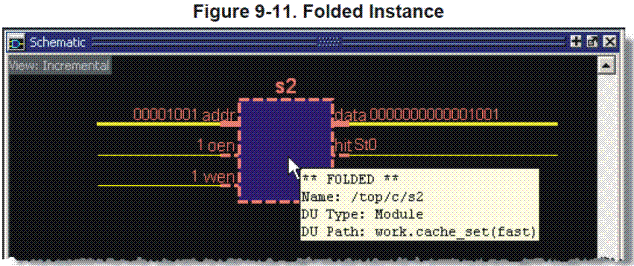 Figure 9-11. Folded Instance
Schematic
View: Incremental
s2
00001001 addr data 0000000000001001
1 oen hit St0
1 wen
** FOLDED **
Name: /top/c/s2
DU Type: Module
DU Path: work.cache_set(fast)